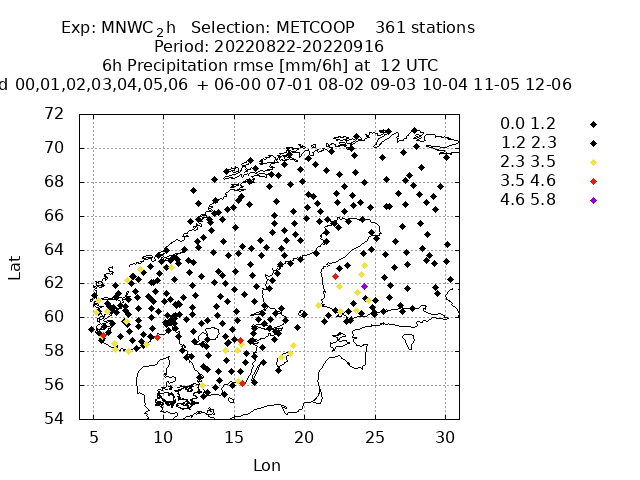 Exp: MNWC₂h Selection: METCOOP 361 stations
Period: 20220822-20220916
6h Precipitation rmse [mm/6h] at 12 UTC
d 00,01,02,03,04,05,06 + 06-00 07-01 08-02 09-03 10-04 11-05 12-06
0.0 1.2
1.2 2.3
2.3 3.5
3.5 4.6
4.6 5.8
72
70
68
66
64
62
60
58
56
54
Lat
5 10 15 20 25 30
Lon